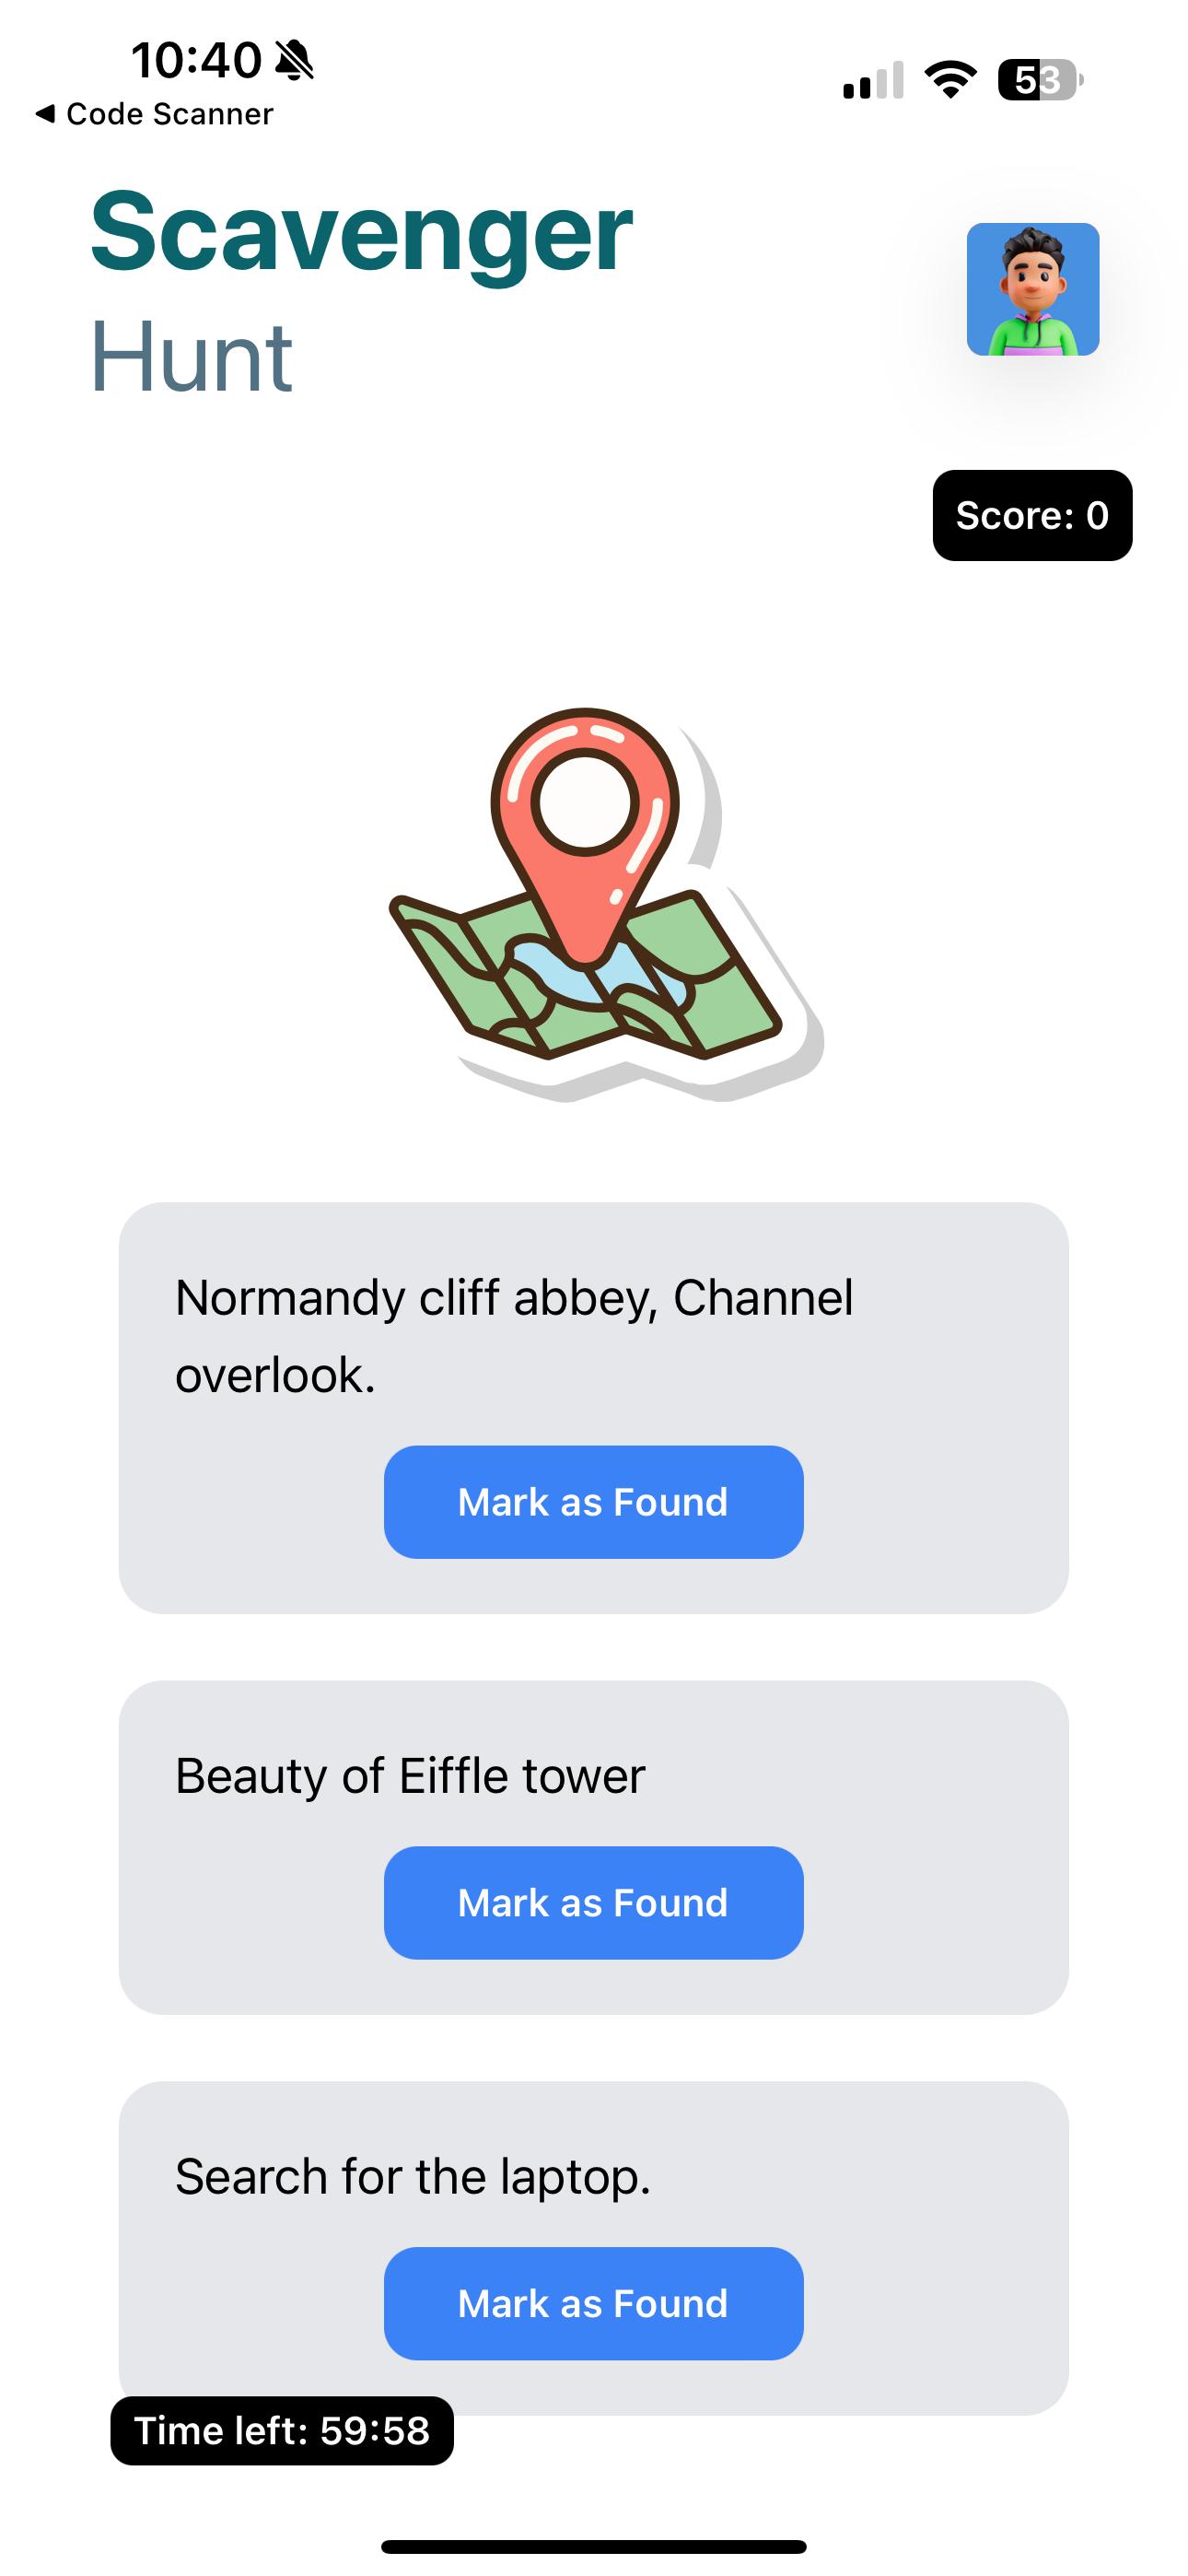 10:40
◀ Code Scanner
53
Scavenger
Hunt
Score: 0
Normandy cliff abbey, Channel
overlook.
Mark as Found
Beauty of Eiffle tower
Mark as Found
Search for the laptop.
Mark as Found
Time left: 59:58